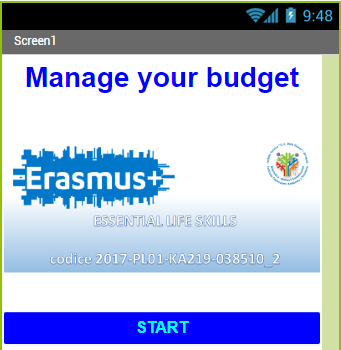 9:48
Screen1
Manage your budget
Erasmus+
ESSENTIAL LIFE SKILLS
codice 2017-PL01-KA219-038510_2
START